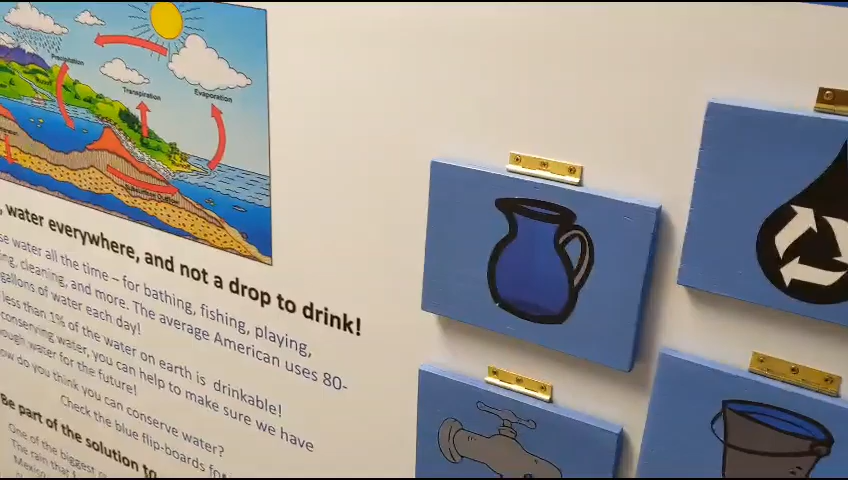 Precipitation
Transpiration
Evaporation
, water everywhere, and not a drop to drink!
se water all the time – for bathing, fishing, playing,
ing, cleaning, and more. The average American uses 80-
gallons of water each day!
less than 1% of the water on earth is drinkable!
conserving water, you can help to make sure we have
ough water for the future!
ow do you think you can conserve water?
Check the blue flip-boards for
Be part of the solution to
One of the biggest
The rain that
Mexico